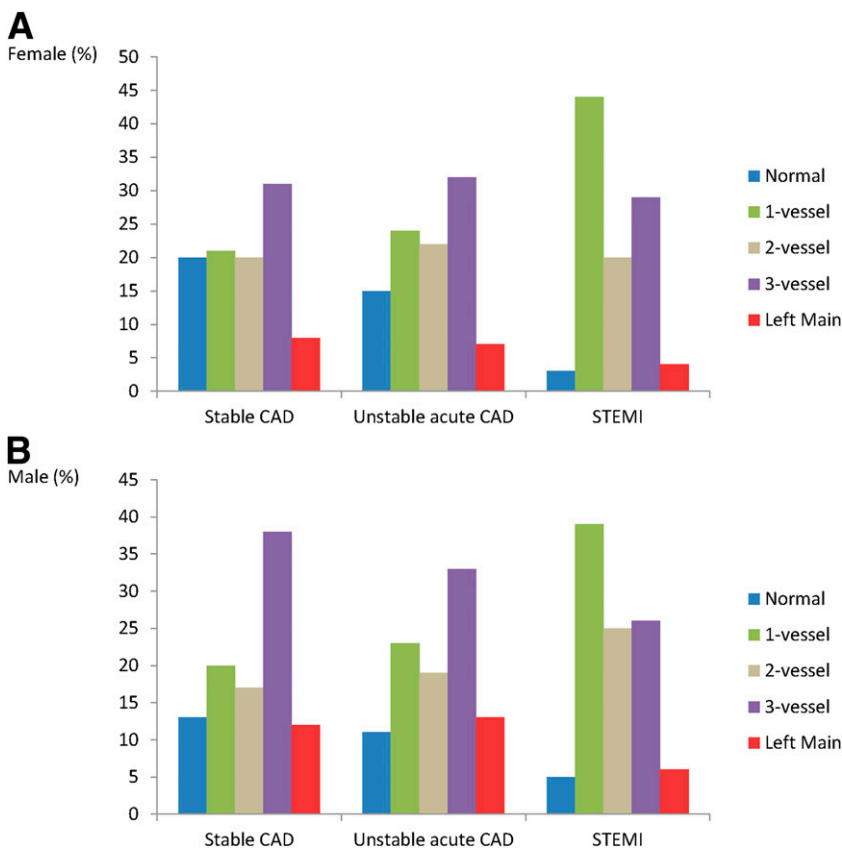 A
Female (%)
50
45
40
35
30
25
20
15
10
5
0
Stable CAD
Unstable acute CAD
STEMI
Normal
1-vessel
2-vessel
3-vessel
Left Main
B
Male (%)
45
40
35
30
25
20
15
10
5
0
Stable CAD
Unstable acute CAD
STEMI
Normal
1-vessel
2-vessel
3-vessel
Left Main